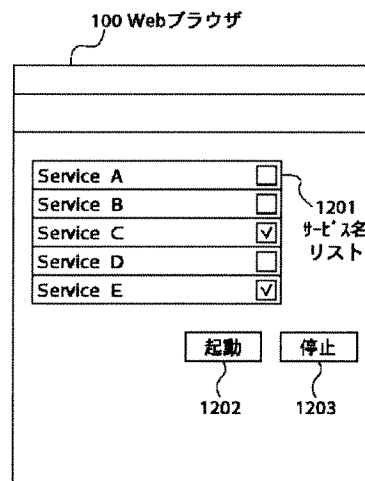 100 Webブラウザ
Service A
Service B
Service C
Service D
Service E
1201
サービス名
リスト
起動
停止
1202
1203